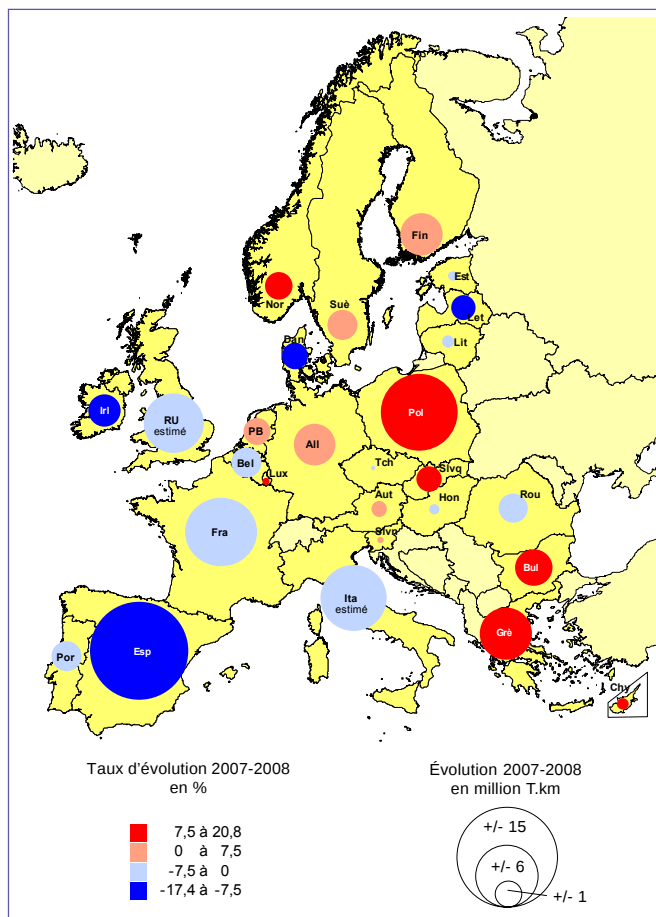 Fin
Est
Nor
Suè
Let
Dan
Lit
Irl
RU
estimé
Pol
PB
All
Bel
Tch
Slvq
Lux
Aut
Hon
Rou
Fra
Slvn
Bul
Ita
estimé
Grè
Por
Esp
Chy
Taux d'évolution 2007-2008
en %
7,5 à 20,8
0 à 7,5
-7,5 à 0
-17,4 à -7,5
Évolution 2007-2008
en million T.km
+/- 15
+/- 6
+/- 1